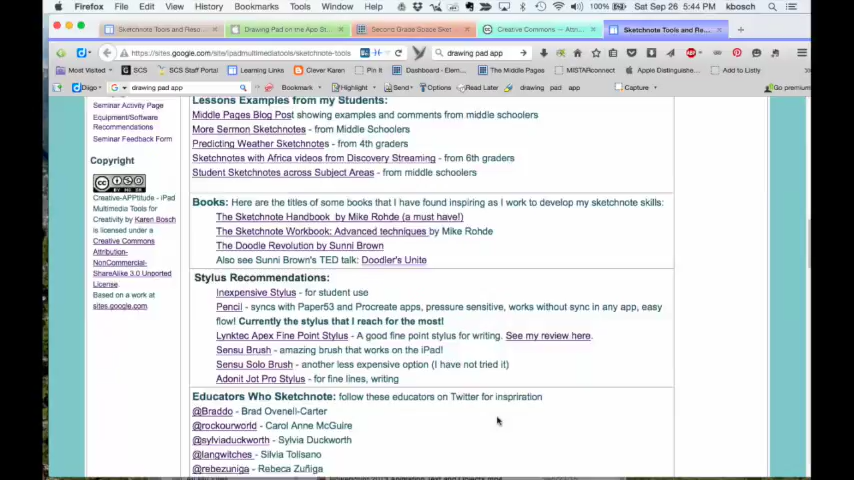 Firefox File Edit View History Bookmarks Tools Window Help 100% Sat Sep 26 5:44 PM kbosch
Sketchnote Tools and Reso... Drawing Pad on the App St... Second Grade Space Sket... Creative Commons — Attrib... Sketchnote Tools and Res...
Diigo https://sites.google.com/site/ipadmultimediatools/sketchnote-tools drawing pad app
Most Visited SCS SCS Staff Portal Learning Links Clever Karen Pin It Dashboard - Elem... The Middle Pages MISTARconnect Apple Distinguishe... Add to Listly
Diigo drawing pad app Bookmark Highlight Send Options Read Later drawing pad app Capture Go premium
Seminar Activity Page
Equipment/Software
Recommendations
Seminar Feedback Form
Copyright
Creative-APPtitude - iPad
Multimedia Tools for
Creativity by Karen Bosch
is licensed under a
Creative Commons
Attribution-
NonCommercial-
ShareAlike 3.0 Unported
License.
Based on a work at
sites.google.com.
Lessons Examples from my Students:
Middle Pages Blog Post showing examples and comments from middle schoolers
More Sermon Sketchnotes - from Middle Schoolers
Predicting Weather Sketchnotes - from 4th graders
Sketchnotes with Africa videos from Discovery Streaming - from 6th graders
Student Sketchnotes across Subject Areas - from middle schoolers
Books: Here are the titles of some books that I have found inspiring as I work to develop my sketchnote skills:
The Sketchnote Handbook by Mike Rohde (a must have!)
The Sketchnote Workbook: Advanced techniques by Mike Rohde
The Doodle Revolution by Sunni Brown
Also see Sunni Brown's TED talk: Doodler's Unite
Stylus Recommendations:
Inexpensive Stylus - for student use
Pencil - syncs with Paper53 and Procreate apps, pressure sensitive, works without sync in any app, easy
flow! Currently the stylus that I reach for the most!
Lynktec Apex Fine Point Stylus - A good fine point stylus for writing. See my review here.
Sensu Brush - amazing brush that works on the iPad!
Sensu Solo Brush - another less expensive option (I have not tried it)
Adonit Jot Pro Stylus - for fine lines, writing
Educators Who Sketchnote: follow these educators on Twitter for inspriration
@Braddo - Brad Ovenell-Carter
@rockourworld - Carol Anne McGuire
@sylviaduckworth - Sylvia Duckworth
@langwitches - Silvia Tolisano
@rebezuniga - Rebeca Zuñiga